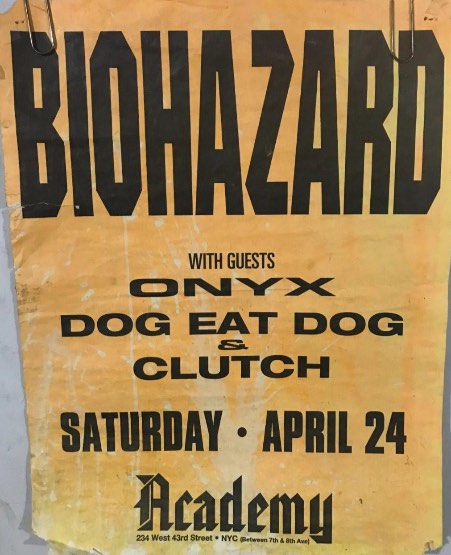 BIOHAZARD
WITH GUESTS
ONYX
DOG EAT DOG
&
CLUTCH
SATURDAY • APRIL 24
Academy
234 West 43rd Street • NYC (Between 7th & 8th Ave)